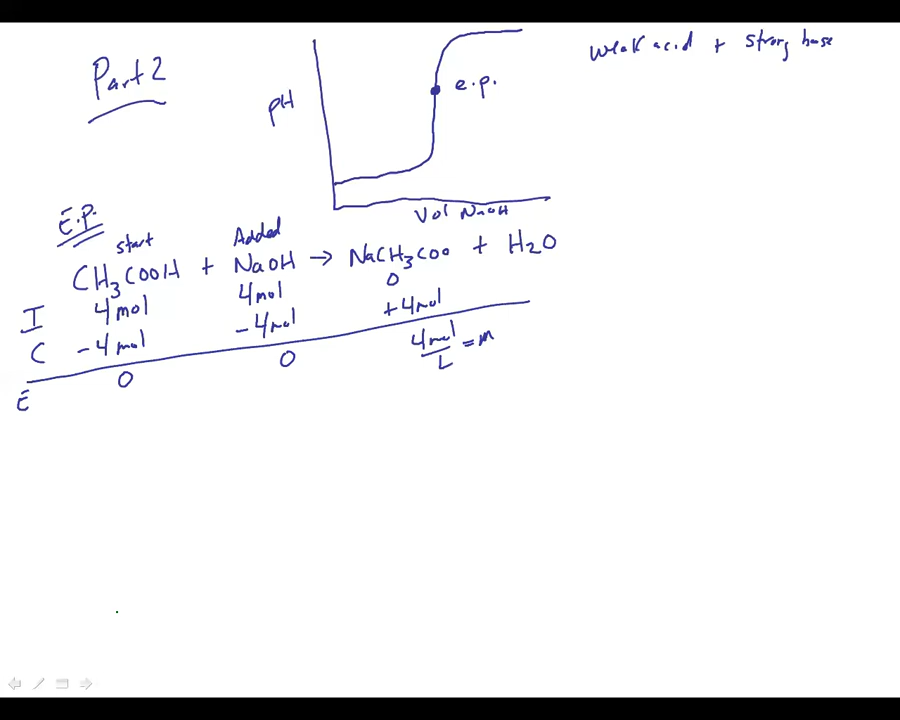 weak acid + strong base
Part 2
pH
e.p.
Vol NaOH
E.P.
start Added
CH3COOH + NaOH → NaCH3COO + H2O
I 4mol 4mol 0
C -4mol -4mol +4mol
E 0 0 4mol/L = M